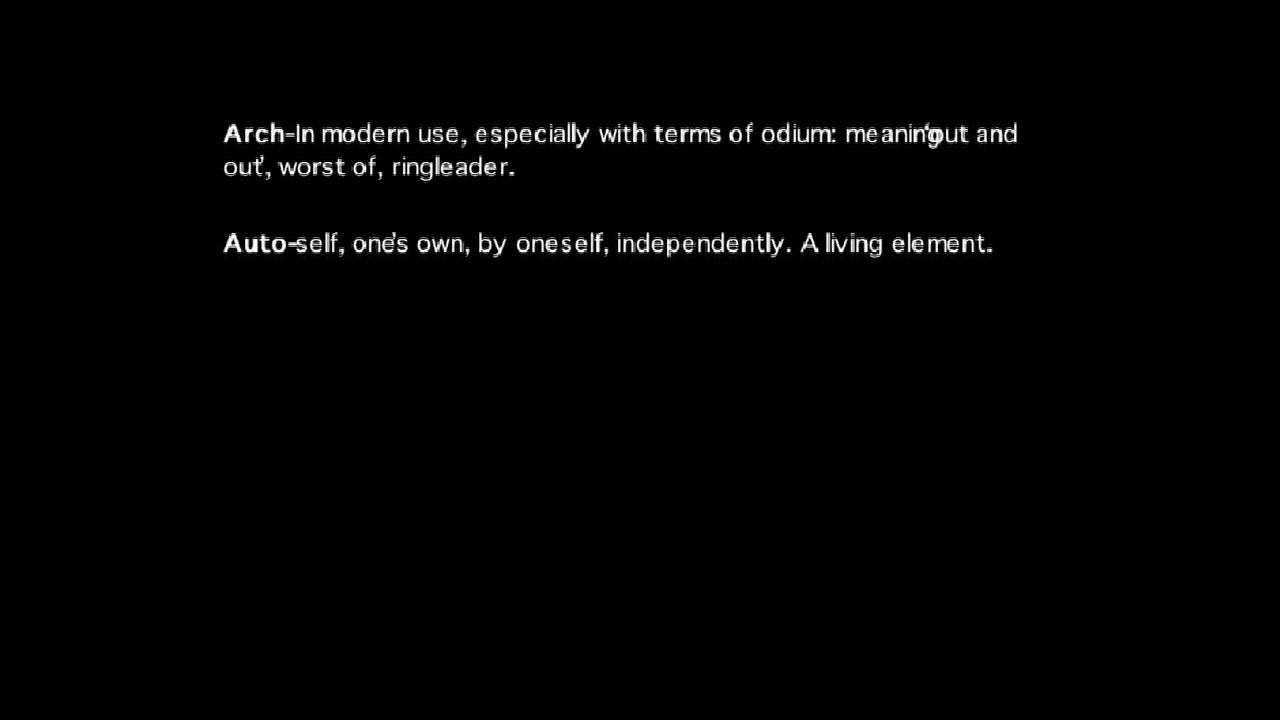 Arch-In modern use, especially with terms of odium: meaning‘out and
out’, worst of, ringleader.
Auto-self, one’s own, by oneself, independently. A living element.